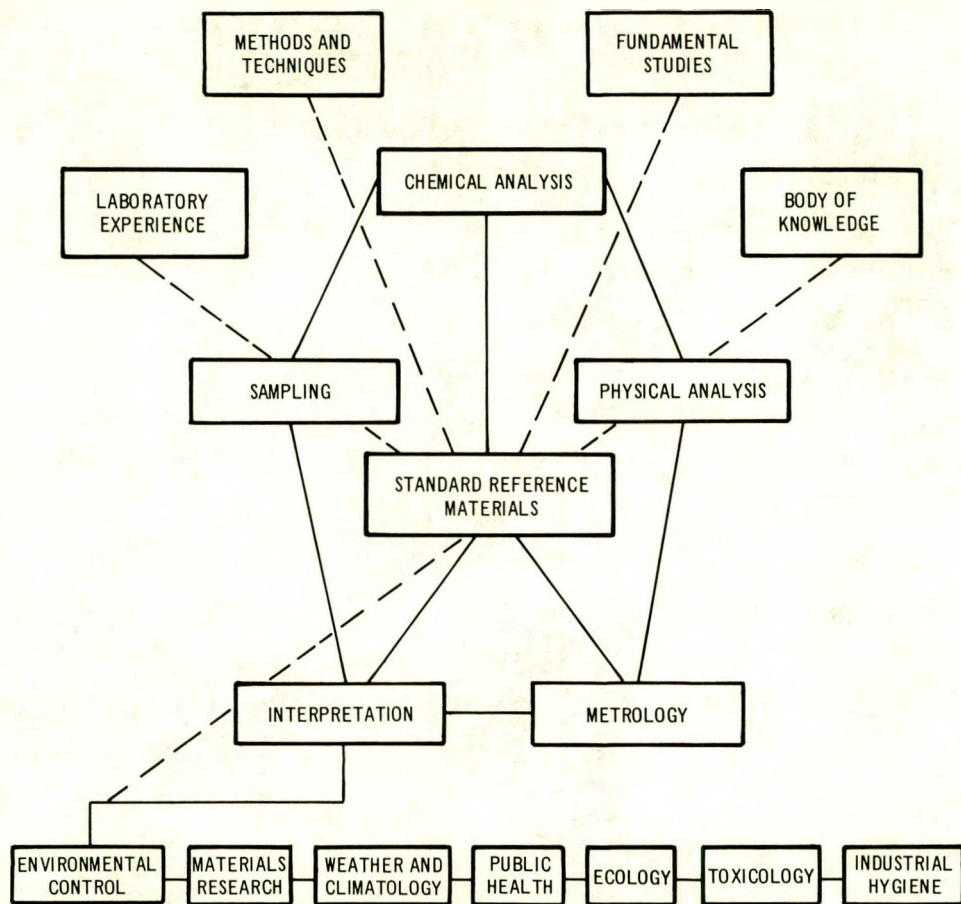 METHODS AND
TECHNIQUES
FUNDAMENTAL
STUDIES
CHEMICAL ANALYSIS
LABORATORY
EXPERIENCE
BODY OF
KNOWLEDGE
SAMPLING
PHYSICAL ANALYSIS
STANDARD REFERENCE
MATERIALS
INTERPRETATION
METROLOGY
ENVIRONMENTAL
CONTROL
MATERIALS
RESEARCH
WEATHER AND
CLIMATOLOGY
PUBLIC
HEALTH
ECOLOGY
TOXICOLOGY
INDUSTRIAL
HYGIENE